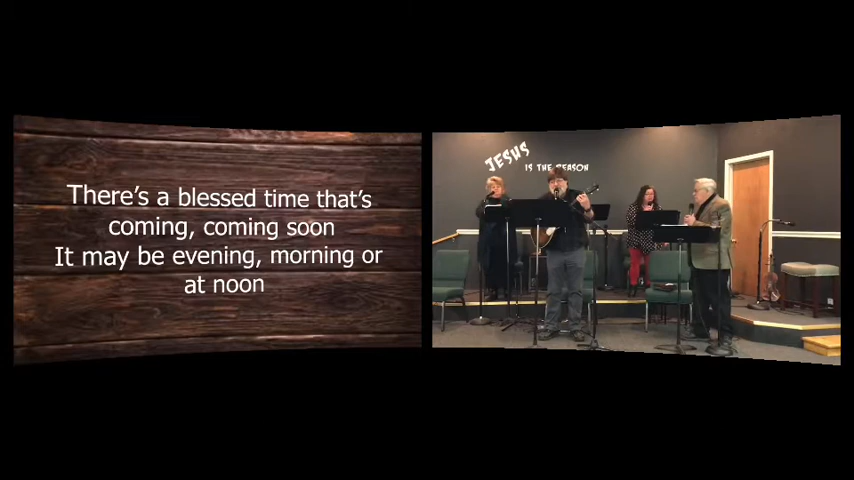 There's a blessed time that's
coming, coming soon
It may be evening, morning or
at noon
JESUS
IS THE REASON